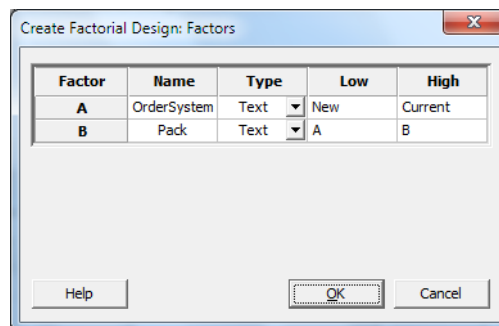 Create Factorial Design: Factors
Factor Name Type Low High
A OrderSystem Text New Current
B Pack Text A B
Help OK Cancel